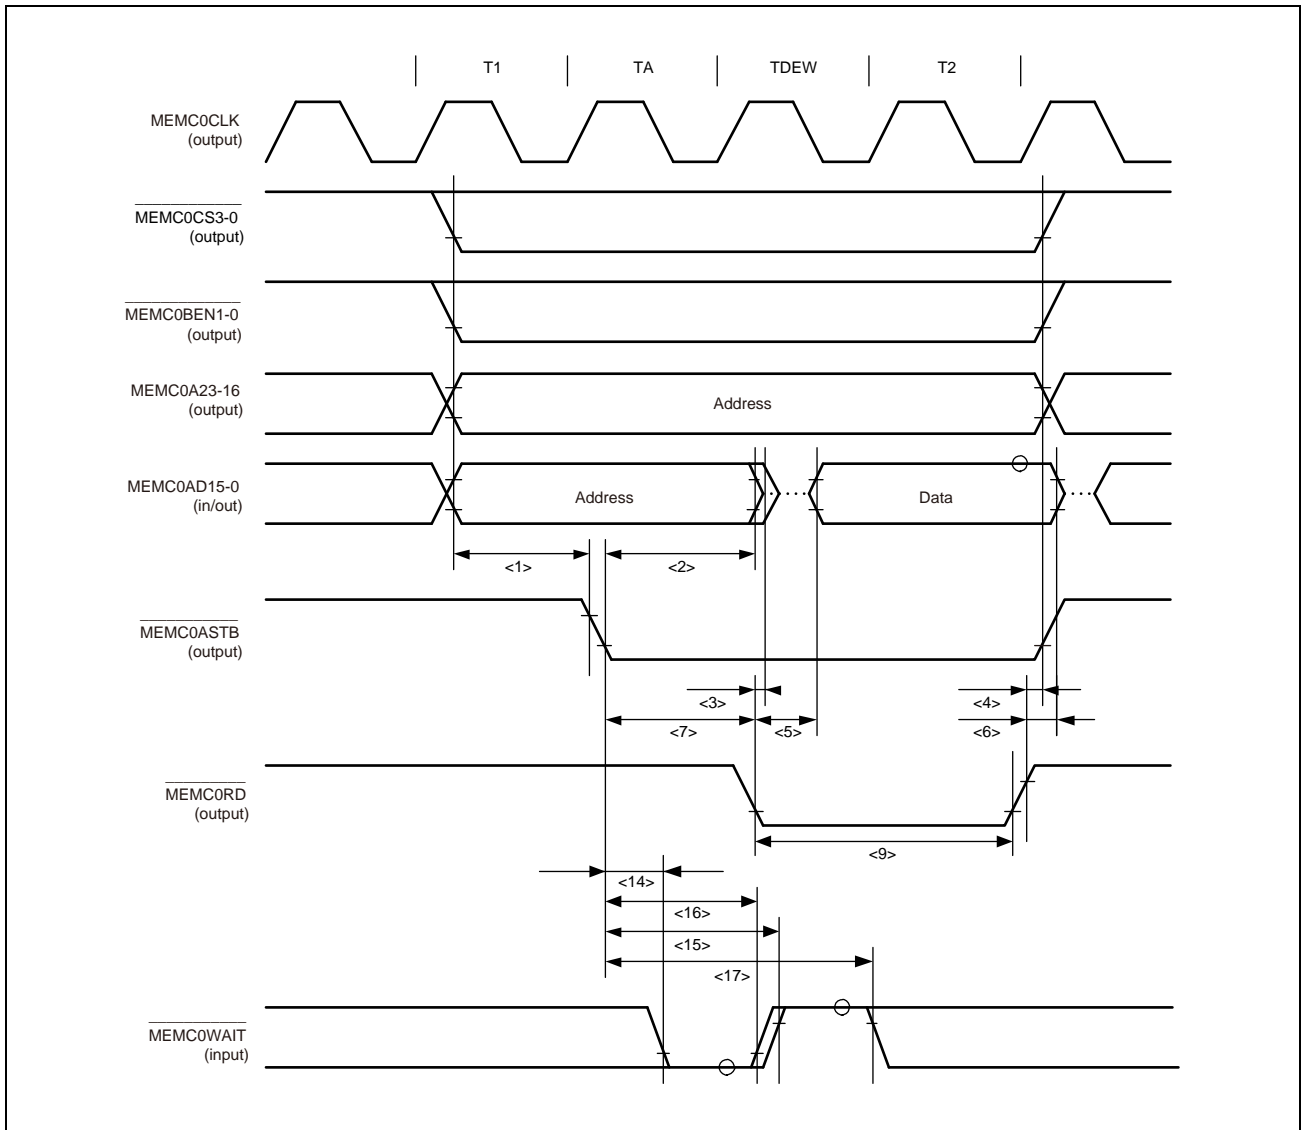 T1 TA TDEW T2
MEMC0CLK
(output)
MEMC0CS3-0
(output)
MEMC0BEN1-0
(output)
MEMC0A23-16
(output)
Address
MEMC0AD15-0
(in/out)
Address
Data
<1>
<2>
MEMC0ASTB
(output)
<3>
<4>
<7>
<5>
<6>
MEMC0RD
(output)
<9>
<14>
<16>
<15>
<17>
MEMC0WAIT
(input)